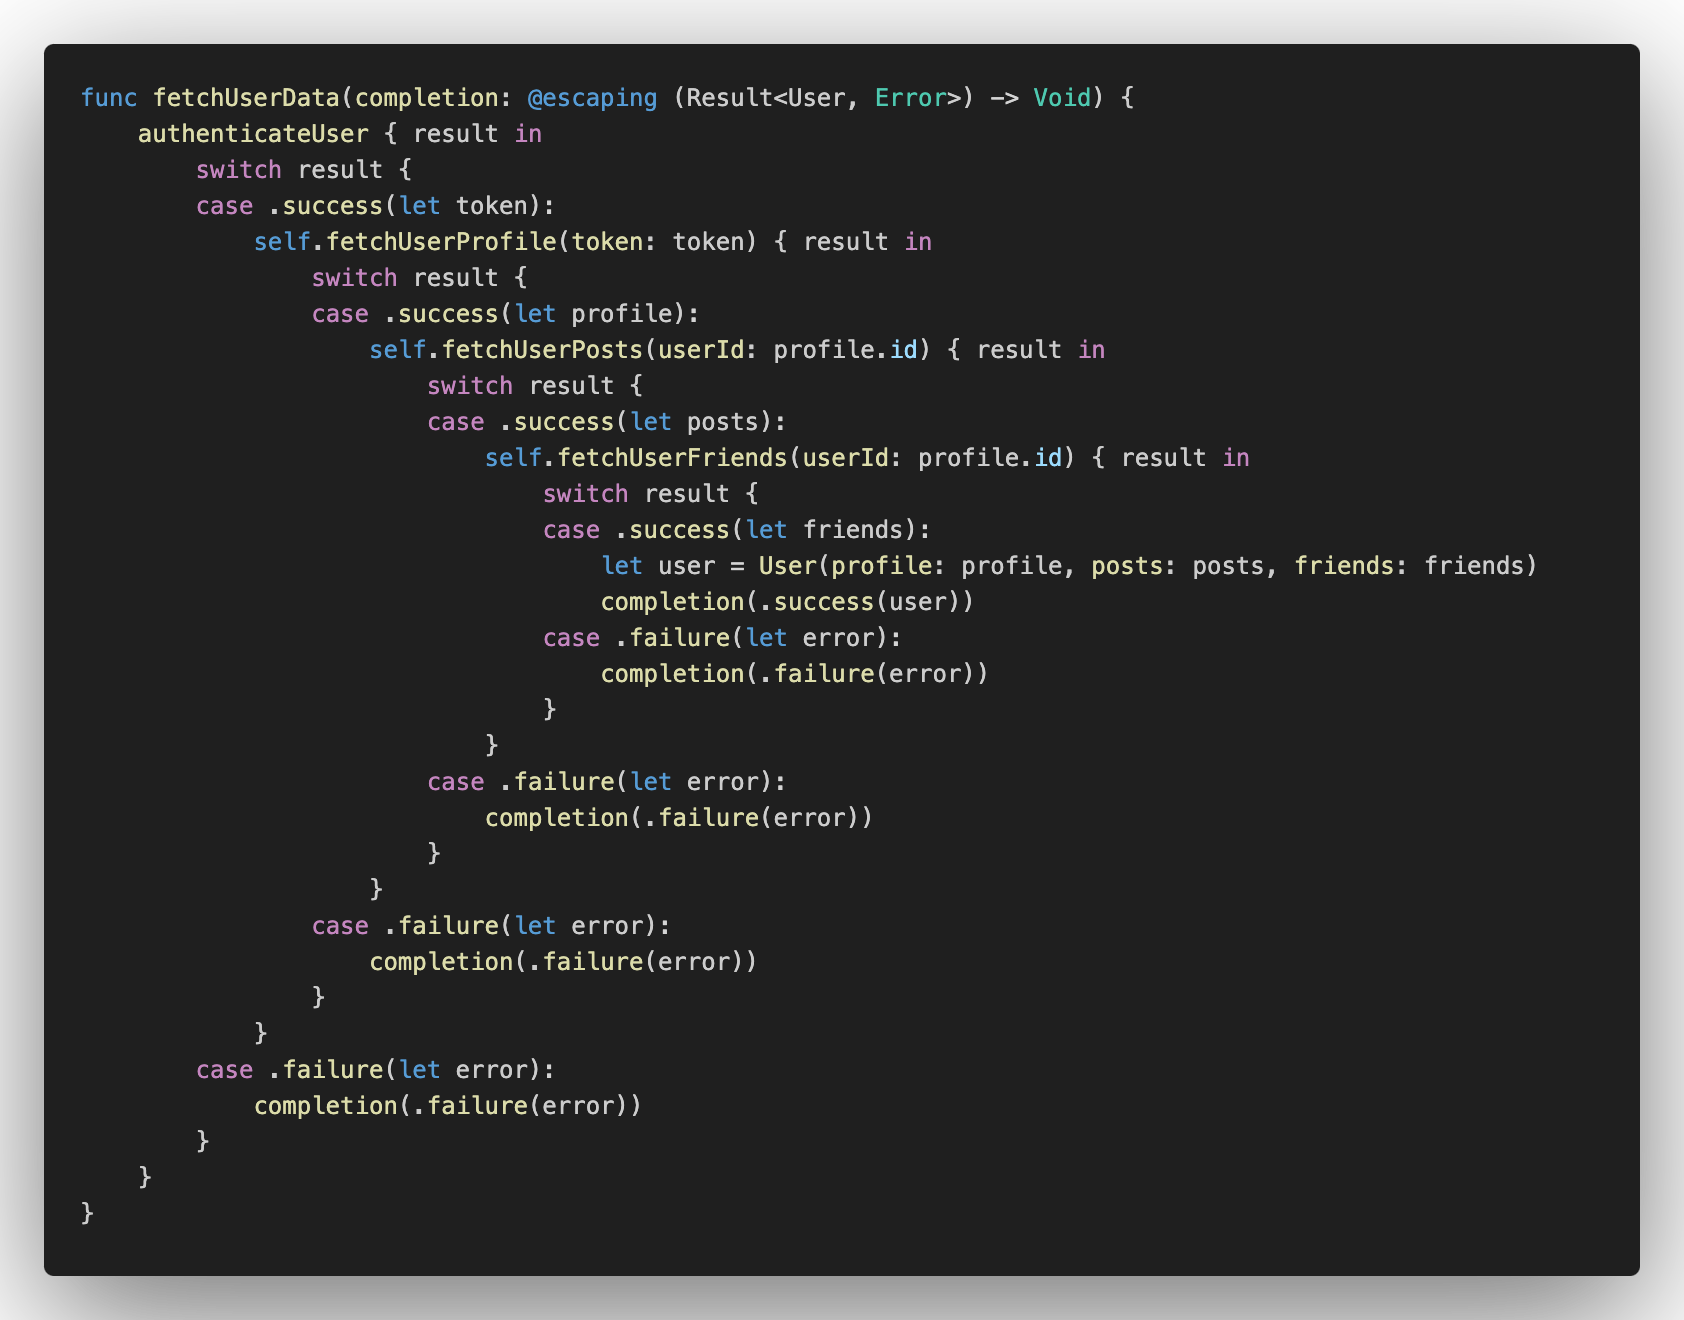 func fetchUserData(completion: @escaping (Result<User, Error>) -> Void) {
    authenticateUser { result in
        switch result {
        case .success(let token):
            self.fetchUserProfile(token: token) { result in
                switch result {
                case .success(let profile):
                    self.fetchUserPosts(userId: profile.id) { result in
                        switch result {
                        case .success(let posts):
                            self.fetchUserFriends(userId: profile.id) { result in
                                switch result {
                                case .success(let friends):
                                    let user = User(profile: profile, posts: posts, friends: friends)
                                    completion(.success(user))
                                case .failure(let error):
                                    completion(.failure(error))
                                }
                            }
                        case .failure(let error):
                            completion(.failure(error))
                        }
                    }
                case .failure(let error):
                    completion(.failure(error))
                }
            }
        case .failure(let error):
            completion(.failure(error))
        }
    }
}